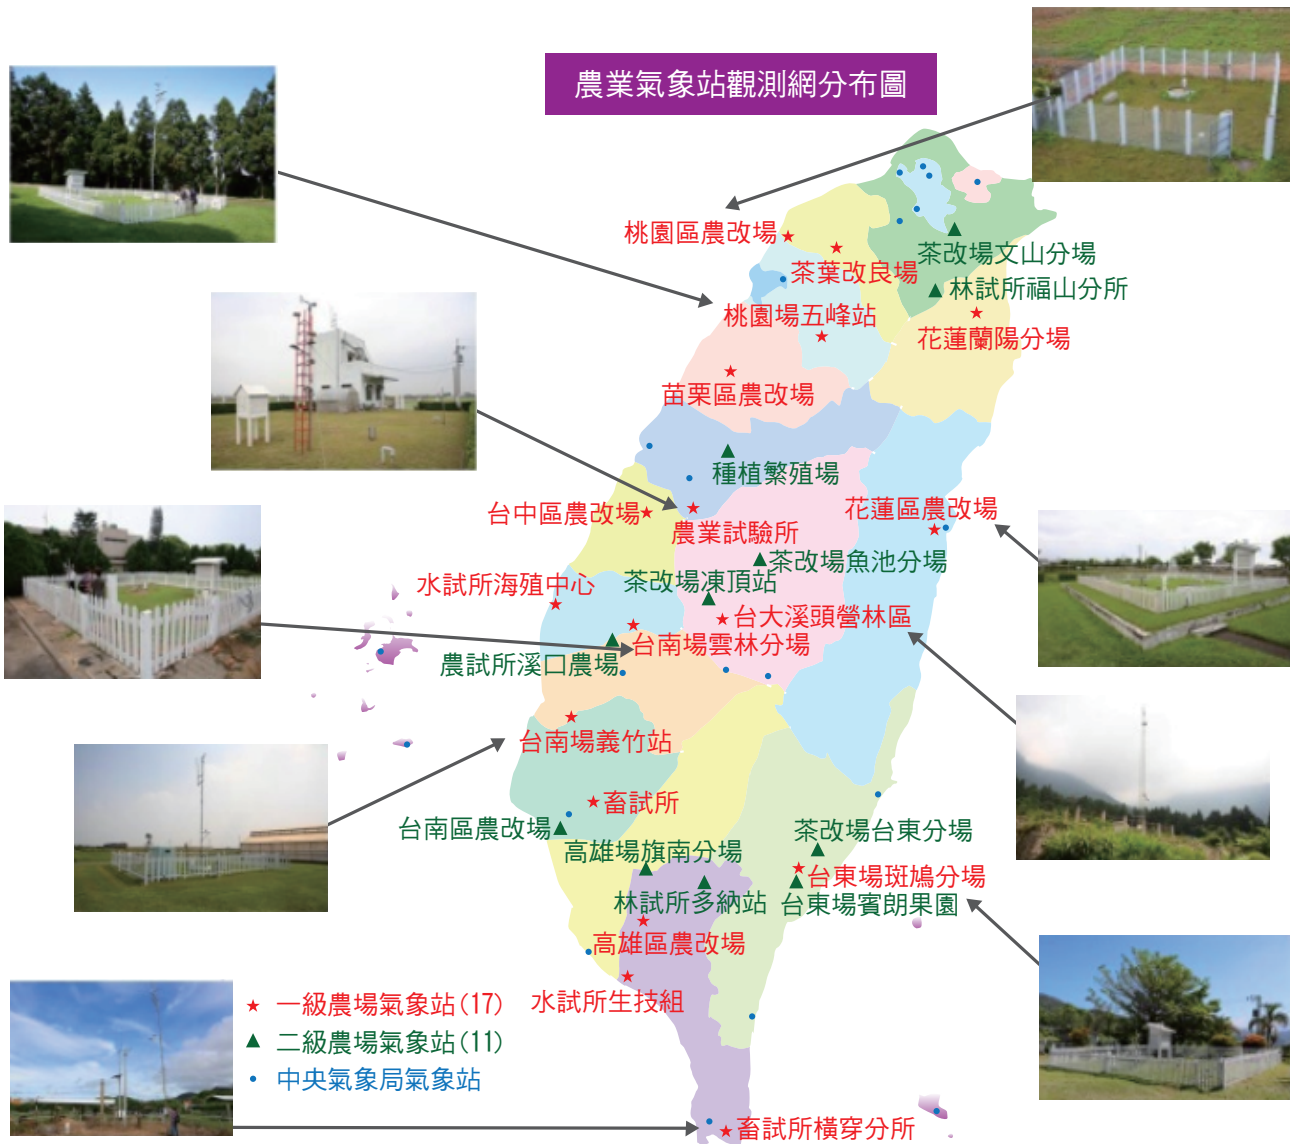 農業氣象站觀測網分布圖
桃園區農改場
茶葉改良場
茶改場文山分場
林試所福山分所
桃園場五峰站
花蓮蘭陽分場
苗栗區農改場
種植繁殖場
台中區農改場
農業試驗所
花蓮區農改場
茶改場魚池分場
水試所海殖中心
茶改場凍頂站
台大溪頭營林區
台南場雲林分場
農試所溪口農場
台南場義竹站
畜試所
台南區農改場
茶改場台東分場
高雄場旗南分場
台東場斑鳩分場
林試所多納站
台東場賓朗果園
高雄區農改場
水試所生技組
一級農場氣象站(17)
二級農場氣象站(11)
中央氣象局氣象站
畜試所橫穿分所